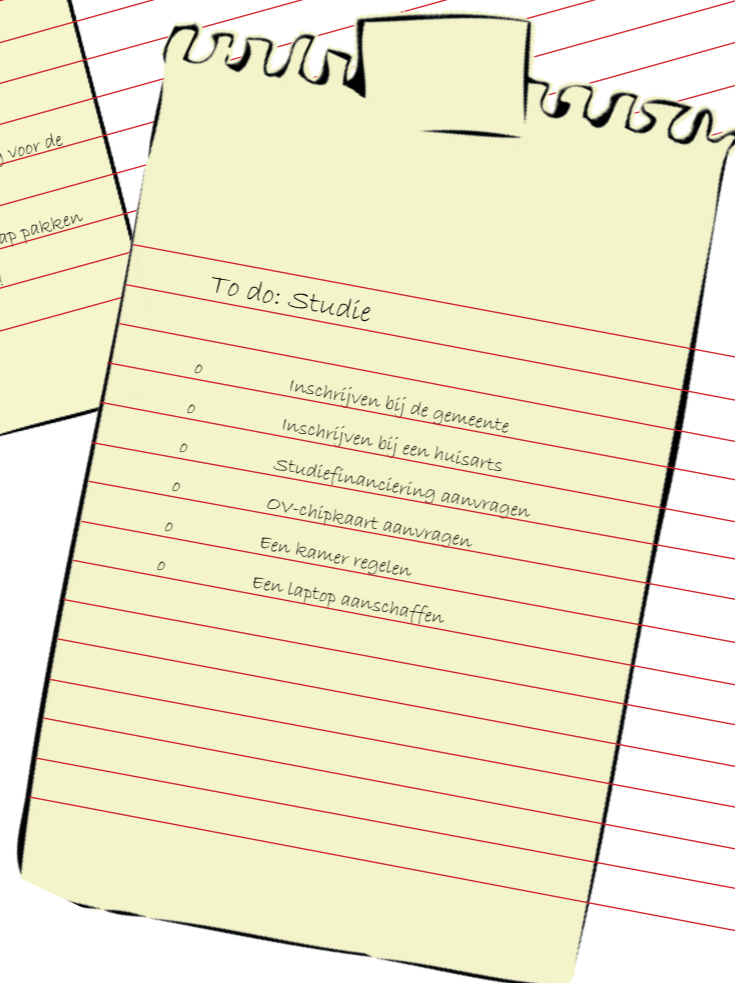 voor de
pakken
To do: Studie
o Inschrijven bij de gemeente
o Inschrijven bij een huisarts
o Studiefinanciering aanvragen
o OV-chipkaart aanvragen
o Een kamer regelen
o Een laptop aanschaffen